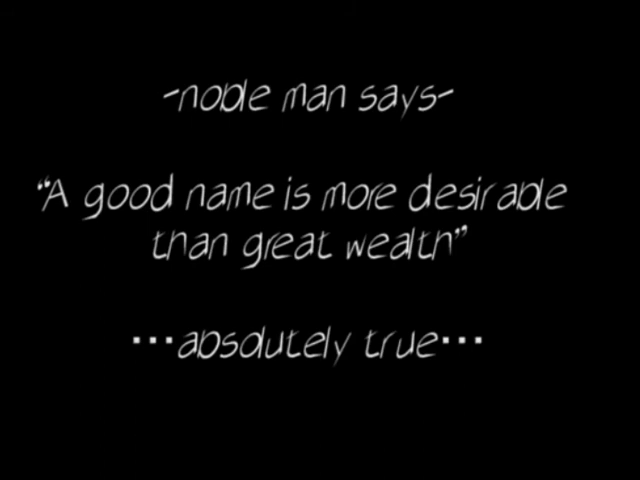 -noble man says-
“A good name is more desirable
than great wealth”
…absolutely true…